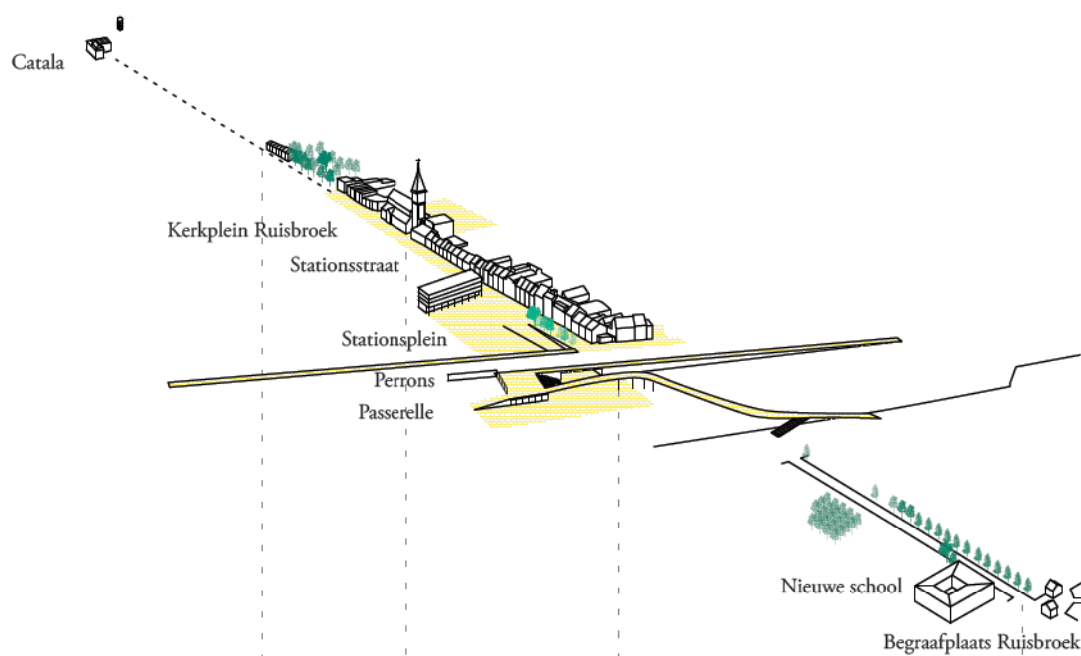 Catala
Kerkplein Ruisbroek
Stationsstraat
Stationsplein
Perrons
Passerelle
Nieuwe school
Begraafplaats Ruisbroek